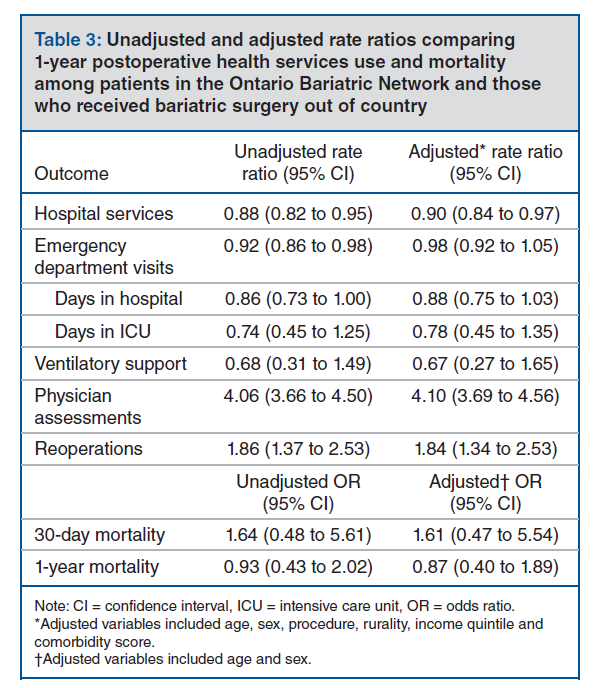 Table 3: Unadjusted and adjusted rate ratios comparing
1-year postoperative health services use and mortality
among patients in the Ontario Bariatric Network and those
who received bariatric surgery out of country
Outcome Unadjusted rate ratio (95% CI) Adjusted* rate ratio (95% CI)
Hospital services 0.88 (0.82 to 0.95) 0.90 (0.84 to 0.97)
Emergency department visits 0.92 (0.86 to 0.98) 0.98 (0.92 to 1.05)
Days in hospital 0.86 (0.73 to 1.00) 0.88 (0.75 to 1.03)
Days in ICU 0.74 (0.45 to 1.25) 0.78 (0.45 to 1.35)
Ventilatory support 0.68 (0.31 to 1.49) 0.67 (0.27 to 1.65)
Physician assessments 4.06 (3.66 to 4.50) 4.10 (3.69 to 4.56)
Reoperations 1.86 (1.37 to 2.53) 1.84 (1.34 to 2.53)
Unadjusted OR (95% CI) Adjusted† OR (95% CI)
30-day mortality 1.64 (0.48 to 5.61) 1.61 (0.47 to 5.54)
1-year mortality 0.93 (0.43 to 2.02) 0.87 (0.40 to 1.89)
Note: CI = confidence interval, ICU = intensive care unit, OR = odds ratio.
*Adjusted variables included age, sex, procedure, rurality, income quintile and
comorbidity score.
†Adjusted variables included age and sex.